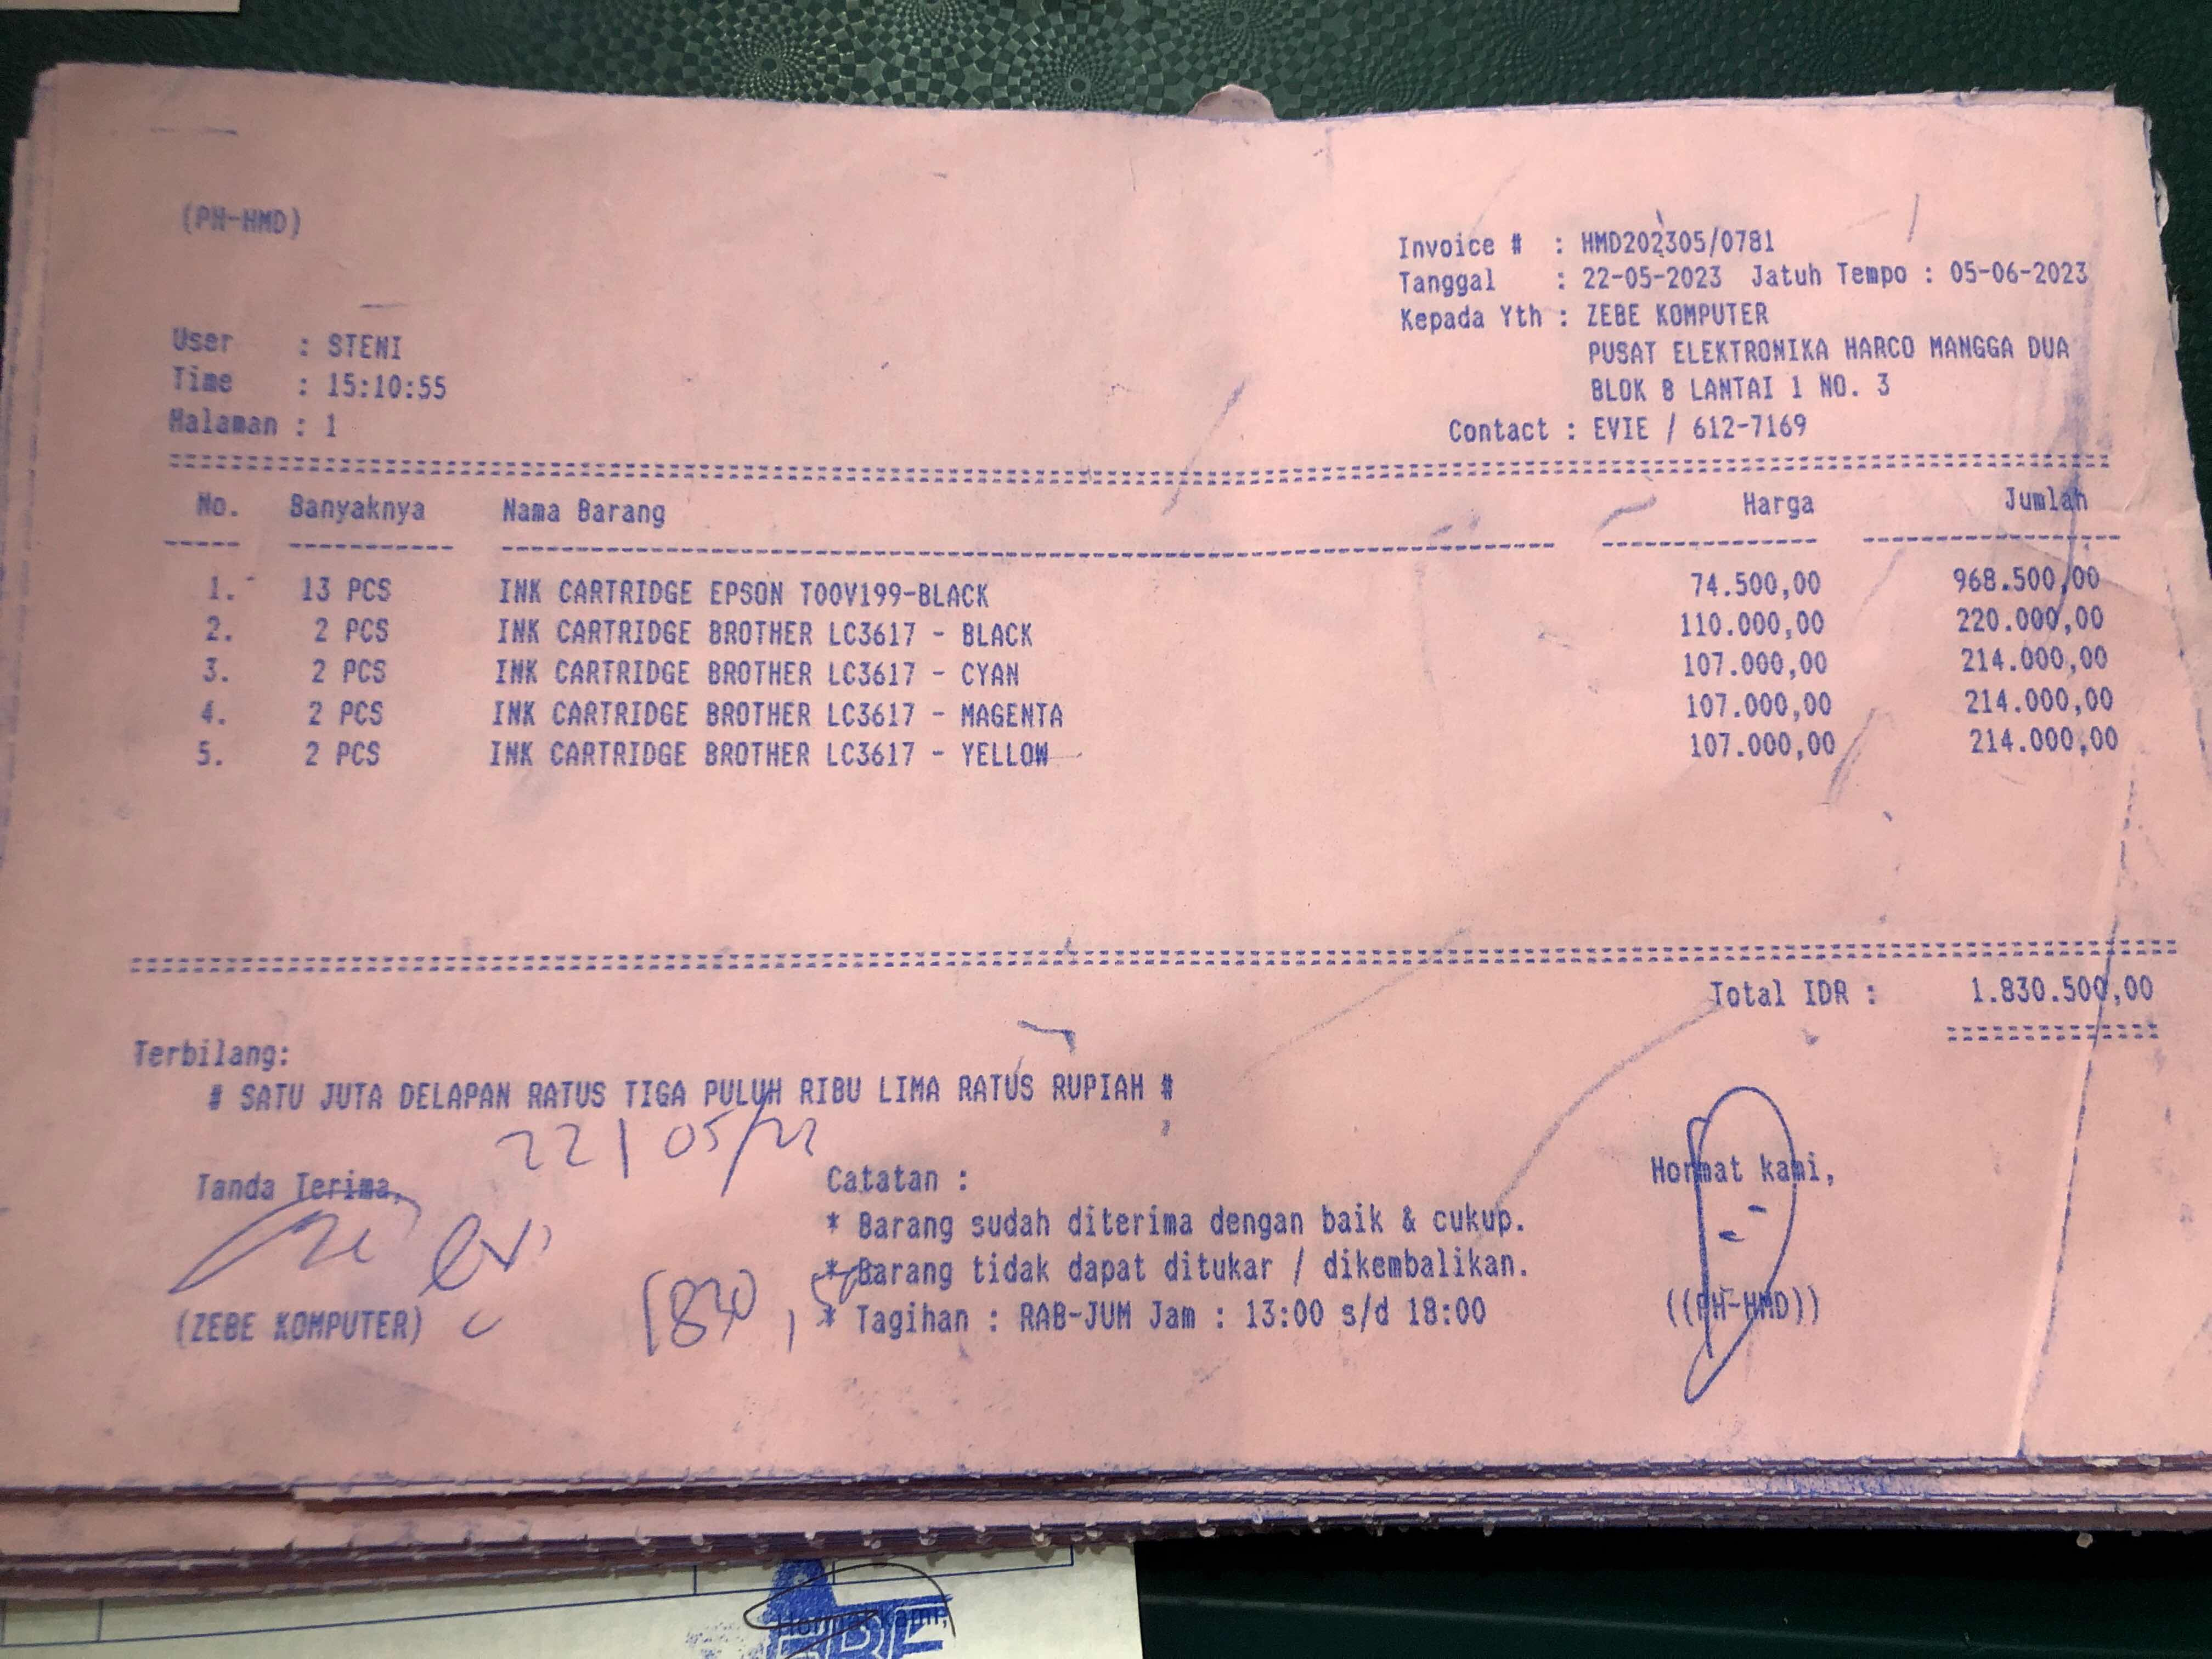 (PH-HMD)
Invoice # : HMD202305/0781
Tanggal : 22-05-2023 Jatuh Tempo : 05-06-2023
Kepada Yth : ZEBE KOMPUTER
PUSAT ELEKTRONIKA HARCO MANGGA DUA
BLOK B LANTAI 1 NO. 3
Contact : EVIE / 612-7169
User : STENI
Time : 15:10:55
Halaman : 1
No. Banyaknya Nama Barang Harga Jumlah
1. 13 PCS INK CARTRIDGE EPSON T00V199-BLACK 74.500,00 968.500,00
2. 2 PCS INK CARTRIDGE BROTHER LC3617 - BLACK 110.000,00 220.000,00
3. 2 PCS INK CARTRIDGE BROTHER LC3617 - CYAN 107.000,00 214.000,00
4. 2 PCS INK CARTRIDGE BROTHER LC3617 - MAGENTA 107.000,00 214.000,00
5. 2 PCS INK CARTRIDGE BROTHER LC3617 - YELLOW 107.000,00 214.000,00
Total IDR : 1.830.500,00
Terbilang:
# SATU JUTA DELAPAN RATUS TIGA PULUH RIBU LIMA RATUS RUPIAH #
22/05/
Tanda Terima,
(ZEBE KOMPUTER)
1830,
Catatan :
* Barang sudah diterima dengan baik & cukup.
* Barang tidak dapat ditukar / dikembalikan.
* Tagihan : RAB-JUM Jam : 13:00 s/d 18:00
Hormat kami,
((PH-HMD))
Hormat kami,